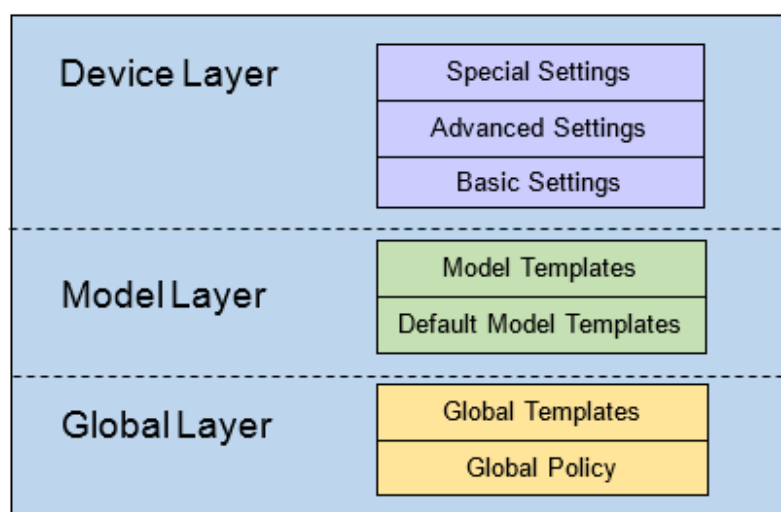 Device Layer
Special Settings
Advanced Settings
Basic Settings
Model Layer
Model Templates
Default Model Templates
Global Layer
Global Templates
Global Policy